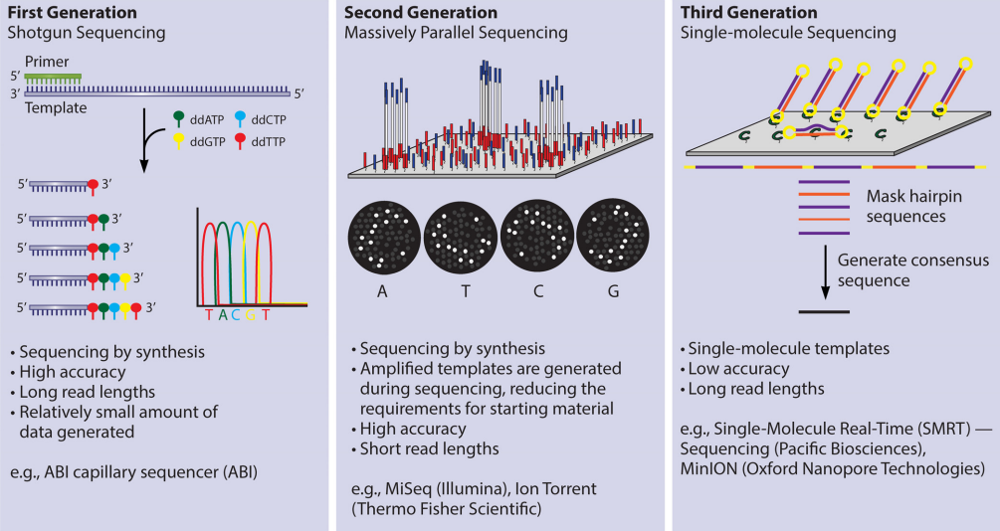 First Generation
Shotgun Sequencing
Primer
5′
3′
5′
Template
ddATP
ddCTP
ddGTP
ddTTP
5′
3′
5′
3′
5′
3′
5′
3′
5′
3′
T A C G T
• Sequencing by synthesis
• High accuracy
• Long read lengths
• Relatively small amount of
data generated
e.g., ABI capillary sequencer (ABI)
Second Generation
Massively Parallel Sequencing
A
T
C
G
• Sequencing by synthesis
• Amplified templates are generated
during sequencing, reducing the
requirements for starting material
• High accuracy
• Short read lengths
e.g., MiSeq (Illumina), Ion Torrent
(Thermo Fisher Scientific)
Third Generation
Single-molecule Sequencing
Mask hairpin
sequences
Generate consensus
sequence
• Single-molecule templates
• Low accuracy
• Long read lengths
e.g., Single-Molecule Real-Time (SMRT) —
Sequencing (Pacific Biosciences),
MinION (Oxford Nanopore Technologies)